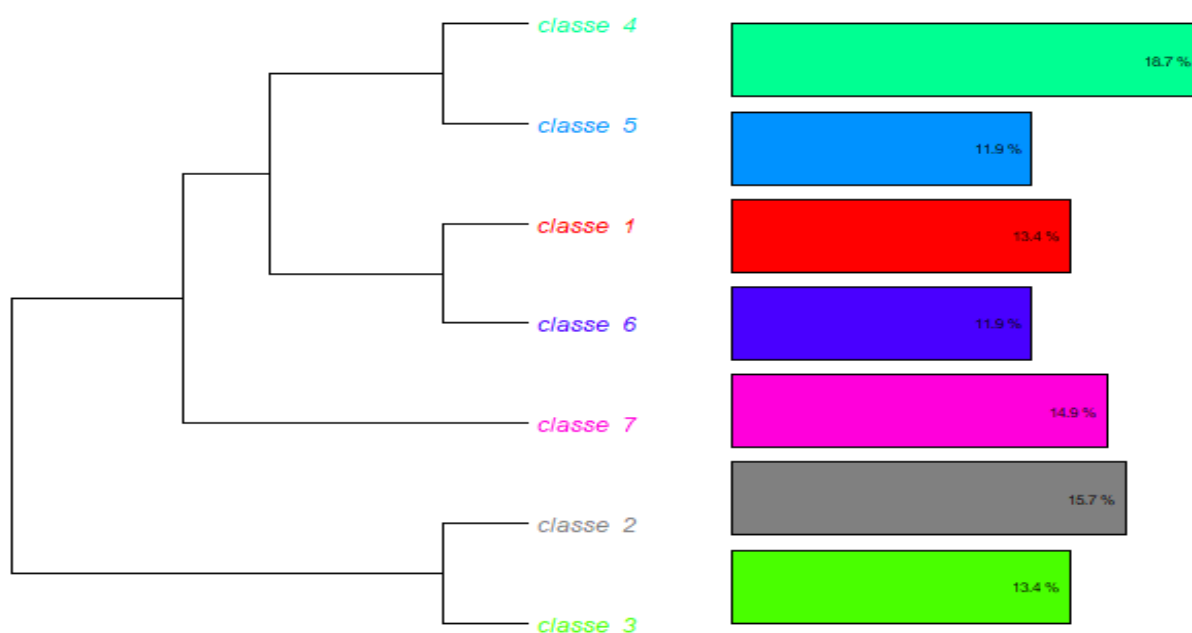 classe 4
18.7 %
classe 5
11.9 %
classe 1
13.4 %
classe 6
11.9 %
classe 7
14.9 %
classe 2
15.7 %
classe 3
13.4 %